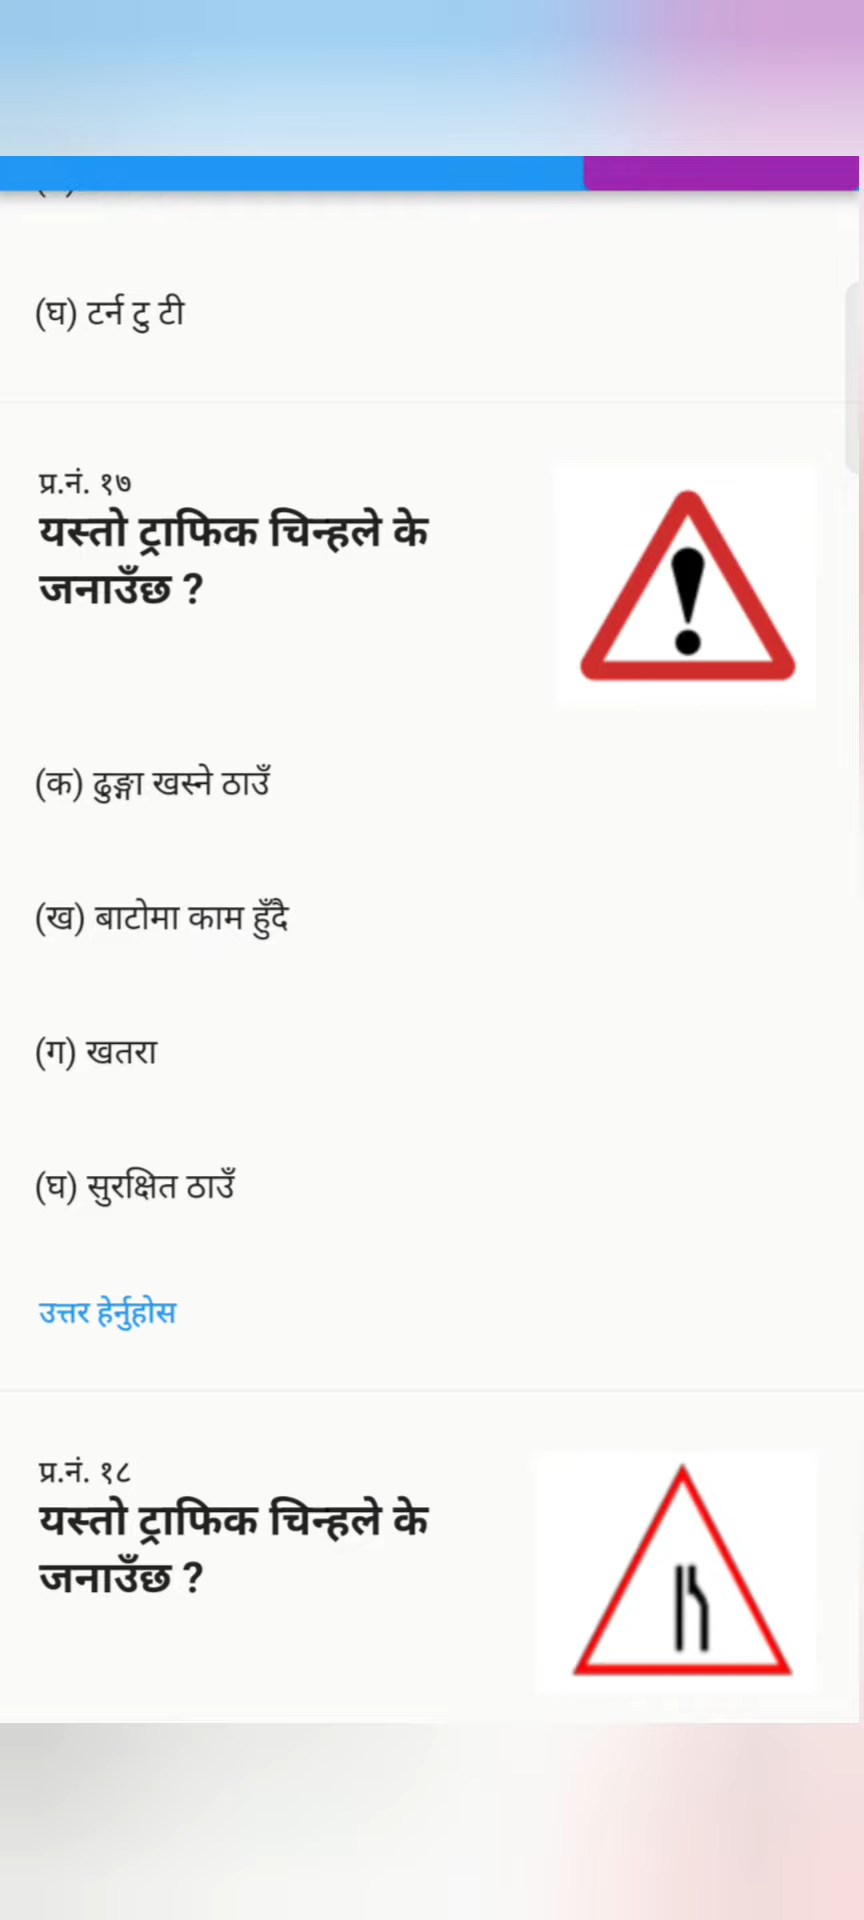 (घ) टर्न टु टी
प्र.नं. १७
यस्तो ट्राफिक चिन्हले के
जनाउँछ ?
(क) ढुङ्गा खस्ने ठाउँ
(ख) बाटोमा काम हुँदै
(ग) खतरा
(घ) सुरक्षित ठाउँ
उत्तर हेर्नुहोस
प्र.नं. १८
यस्तो ट्राफिक चिन्हले के
जनाउँछ ?